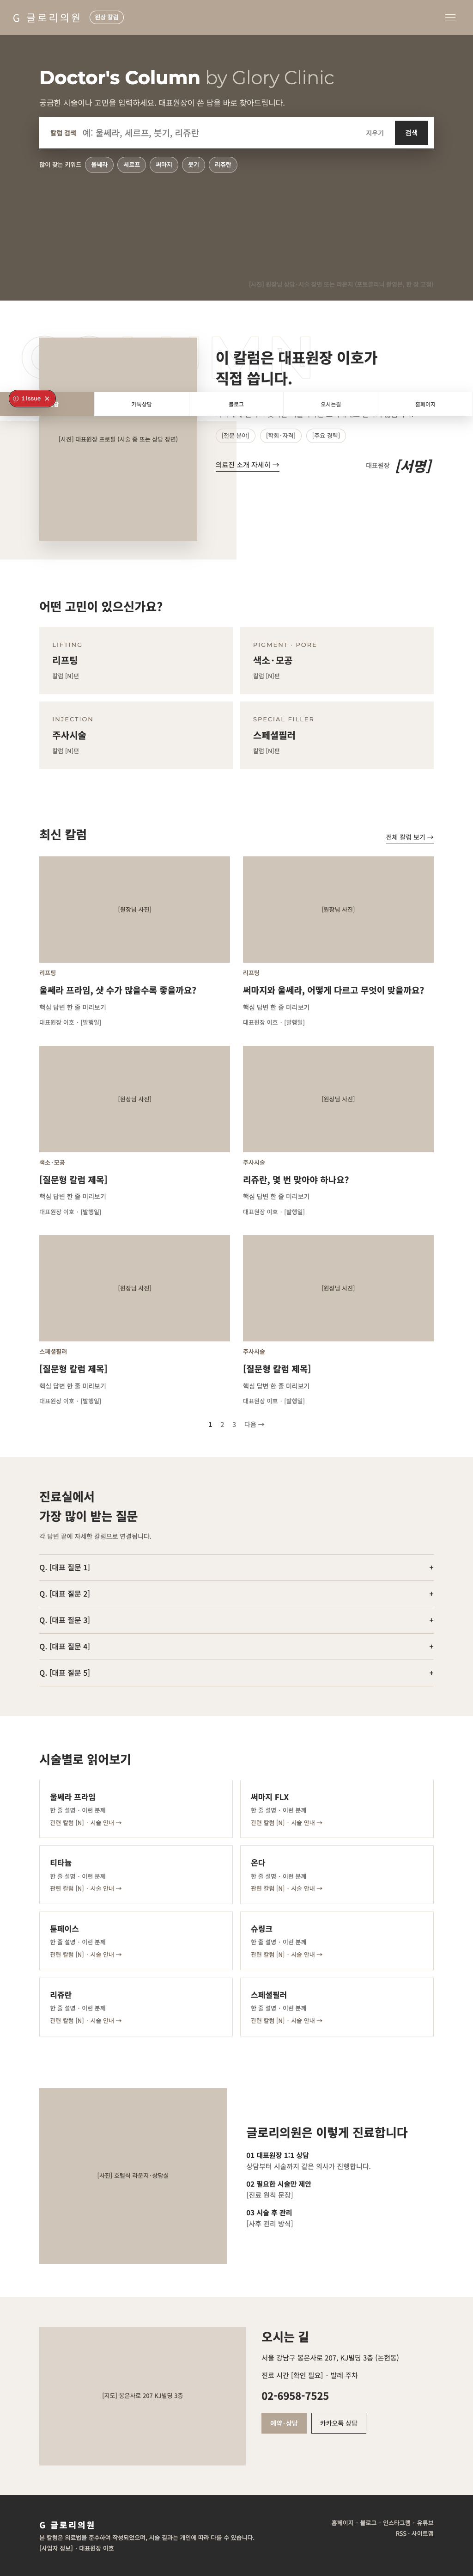 G 글로리의원 원장 칼럼
Doctor's Column by Glory Clinic
궁금한 시술이나 고민을 입력하세요. 대표원장이 쓴 답을 바로 찾아드립니다.
칼럼 검색 예: 울쎄라, 세르프, 붓기, 리쥬란 지우기 검색
많이 찾는 키워드 울쎄라 세르프 써마지 붓기 리쥬란
이 칼럼은 대표원장 이호가
직접 씁니다.
1 Issue
카톡상담 블로그 오시는길 홈페이지
[사진] 대표원장 프로필 (시술 중 또는 상담 장면)
[전문 분야] [학회·자격] [주요 경력]
의료진 소개 자세히 →
대표원장 [서명]
어떤 고민이 있으신가요?
LIFTING
리프팅
칼럼 [N]편
PIGMENT · PORE
색소·모공
칼럼 [N]편
INJECTION
주사시술
칼럼 [N]편
SPECIAL FILLER
스페셜필러
칼럼 [N]편
최신 칼럼
전체 칼럼 보기 →
[원장님 사진]
리프팅
울쎄라 프라임, 샷 수가 많을수록 좋을까요?
핵심 답변 한 줄 미리보기
대표원장 이호 · [발행일]
[원장님 사진]
리프팅
써마지와 울쎄라, 어떻게 다르고 무엇이 맞을까요?
핵심 답변 한 줄 미리보기
대표원장 이호 · [발행일]
[원장님 사진]
색소·모공
[질문형 칼럼 제목]
핵심 답변 한 줄 미리보기
대표원장 이호 · [발행일]
[원장님 사진]
주사시술
리쥬란, 몇 번 맞아야 하나요?
핵심 답변 한 줄 미리보기
대표원장 이호 · [발행일]
[원장님 사진]
스페셜필러
[질문형 칼럼 제목]
핵심 답변 한 줄 미리보기
대표원장 이호 · [발행일]
[원장님 사진]
주사시술
[질문형 칼럼 제목]
핵심 답변 한 줄 미리보기
대표원장 이호 · [발행일]
1 2 3 다음 →
진료실에서
가장 많이 받는 질문
각 답변 끝에 자세한 칼럼으로 연결됩니다.
Q. [대표 질문 1] +
Q. [대표 질문 2] +
Q. [대표 질문 3] +
Q. [대표 질문 4] +
Q. [대표 질문 5] +
시술별로 읽어보기
울쎄라 프라임
한 줄 설명 · 이런 분께
관련 칼럼 [N] · 시술 안내 →
써마지 FLX
한 줄 설명 · 이런 분께
관련 칼럼 [N] · 시술 안내 →
티타늄
한 줄 설명 · 이런 분께
관련 칼럼 [N] · 시술 안내 →
온다
한 줄 설명 · 이런 분께
관련 칼럼 [N] · 시술 안내 →
튠페이스
한 줄 설명 · 이런 분께
관련 칼럼 [N] · 시술 안내 →
슈링크
한 줄 설명 · 이런 분께
관련 칼럼 [N] · 시술 안내 →
리쥬란
한 줄 설명 · 이런 분께
관련 칼럼 [N] · 시술 안내 →
스페셜필러
한 줄 설명 · 이런 분께
관련 칼럼 [N] · 시술 안내 →
[사진] 호텔식 라운지·상담실
글로리의원은 이렇게 진료합니다
01 대표원장 1:1 상담
상담부터 시술까지 같은 의사가 진행합니다.
02 필요한 시술만 제안
[진료 원칙 문장]
03 시술 후 관리
[사후 관리 방식]
[지도] 봉은사로 207 KJ빌딩 3층
오시는 길
서울 강남구 봉은사로 207, KJ빌딩 3층 (논현동)
진료 시간 [확인 필요] · 발레 주차
02-6958-7525
예약·상담 카카오톡 상담
G 글로리의원
본 칼럼은 의료법을 준수하여 작성되었으며, 시술 결과는 개인에 따라 다를 수 있습니다.
[사업자 정보] · 대표원장 이호
홈페이지 · 블로그 · 인스타그램 · 유튜브
RSS · 사이트맵